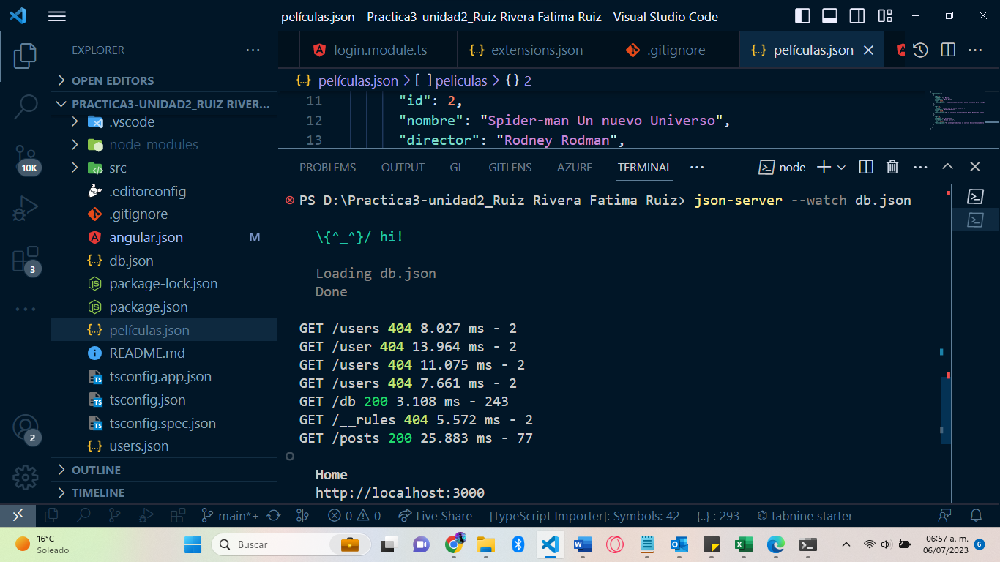 películas.json - Practica3-unidad2_Ruiz Rivera Fatima Ruiz - Visual Studio Code
EXPLORER
login.module.ts
extensions.json
.gitignore
películas.json
OPEN EDITORS
películas.json > [ ] peliculas > {} 2
PRACTICA3-UNIDAD2_RUIZ RIVER...
.vscode
node_modules
src
.editorconfig
.gitignore
angular.json M
db.json
package-lock.json
package.json
películas.json
README.md
tsconfig.app.json
tsconfig.json
tsconfig.spec.json
users.json
OUTLINE
TIMELINE
10K
3
2
11 "id": 2,
12 "nombre": "Spider-man Un nuevo Universo",
13 "director": "Rodney Rodman",
PROBLEMS OUTPUT GL GITLENS AZURE TERMINAL ... node
PS D:\Practica3-unidad2_Ruiz Rivera Fatima Ruiz> json-server --watch db.json
\{^_^}/ hi!
Loading db.json
Done
GET /users 404 8.027 ms - 2
GET /user 404 13.964 ms - 2
GET /users 404 11.075 ms - 2
GET /users 404 7.661 ms - 2
GET /db 200 3.108 ms - 243
GET /__rules 404 5.572 ms - 2
GET /posts 200 25.883 ms - 77
Home
http://localhost:3000
main*+ 0 0 Live Share [TypeScript Importer]: Symbols: 42 {..} : 293 tabnine starter
16°C
Soleado
Buscar
06:57 a. m.
06/07/2023
6